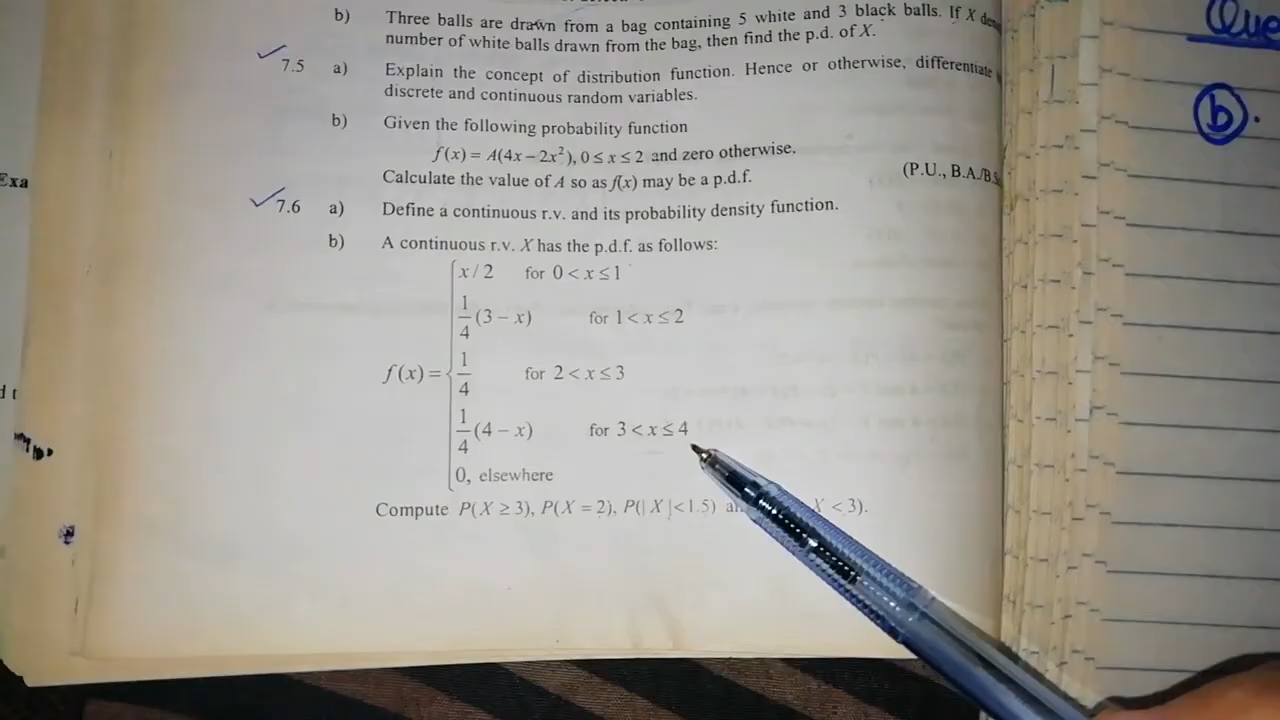 b) Three balls are drawn from a bag containing 5 white and 3 black balls. If X
number of white balls drawn from the bag, then find the p.d. of X.
7.5 a) Explain the concept of distribution function. Hence or otherwise, differentiate
discrete and continuous random variables.
b) Given the following probability function
f(x) = A(4x − 2x²), 0 ≤ x ≤ 2 and zero otherwise.
Calculate the value of A so as f(x) may be a p.d.f.
(P.U., B.A./B.S
7.6 a) Define a continuous r.v. and its probability density function.
b) A continuous r.v. X has the p.d.f. as follows:
x/2 for 0 < x ≤ 1
1/4 (3 − x) for 1 < x ≤ 2
f(x) = 1/4 for 2 < x ≤ 3
1/4 (4 − x) for 3 < x ≤ 4
0, elsewhere
Compute P(X ≥ 3), P(X = 2), P(|X|<1.5) X < 3).
Exa
d t
Que
b.